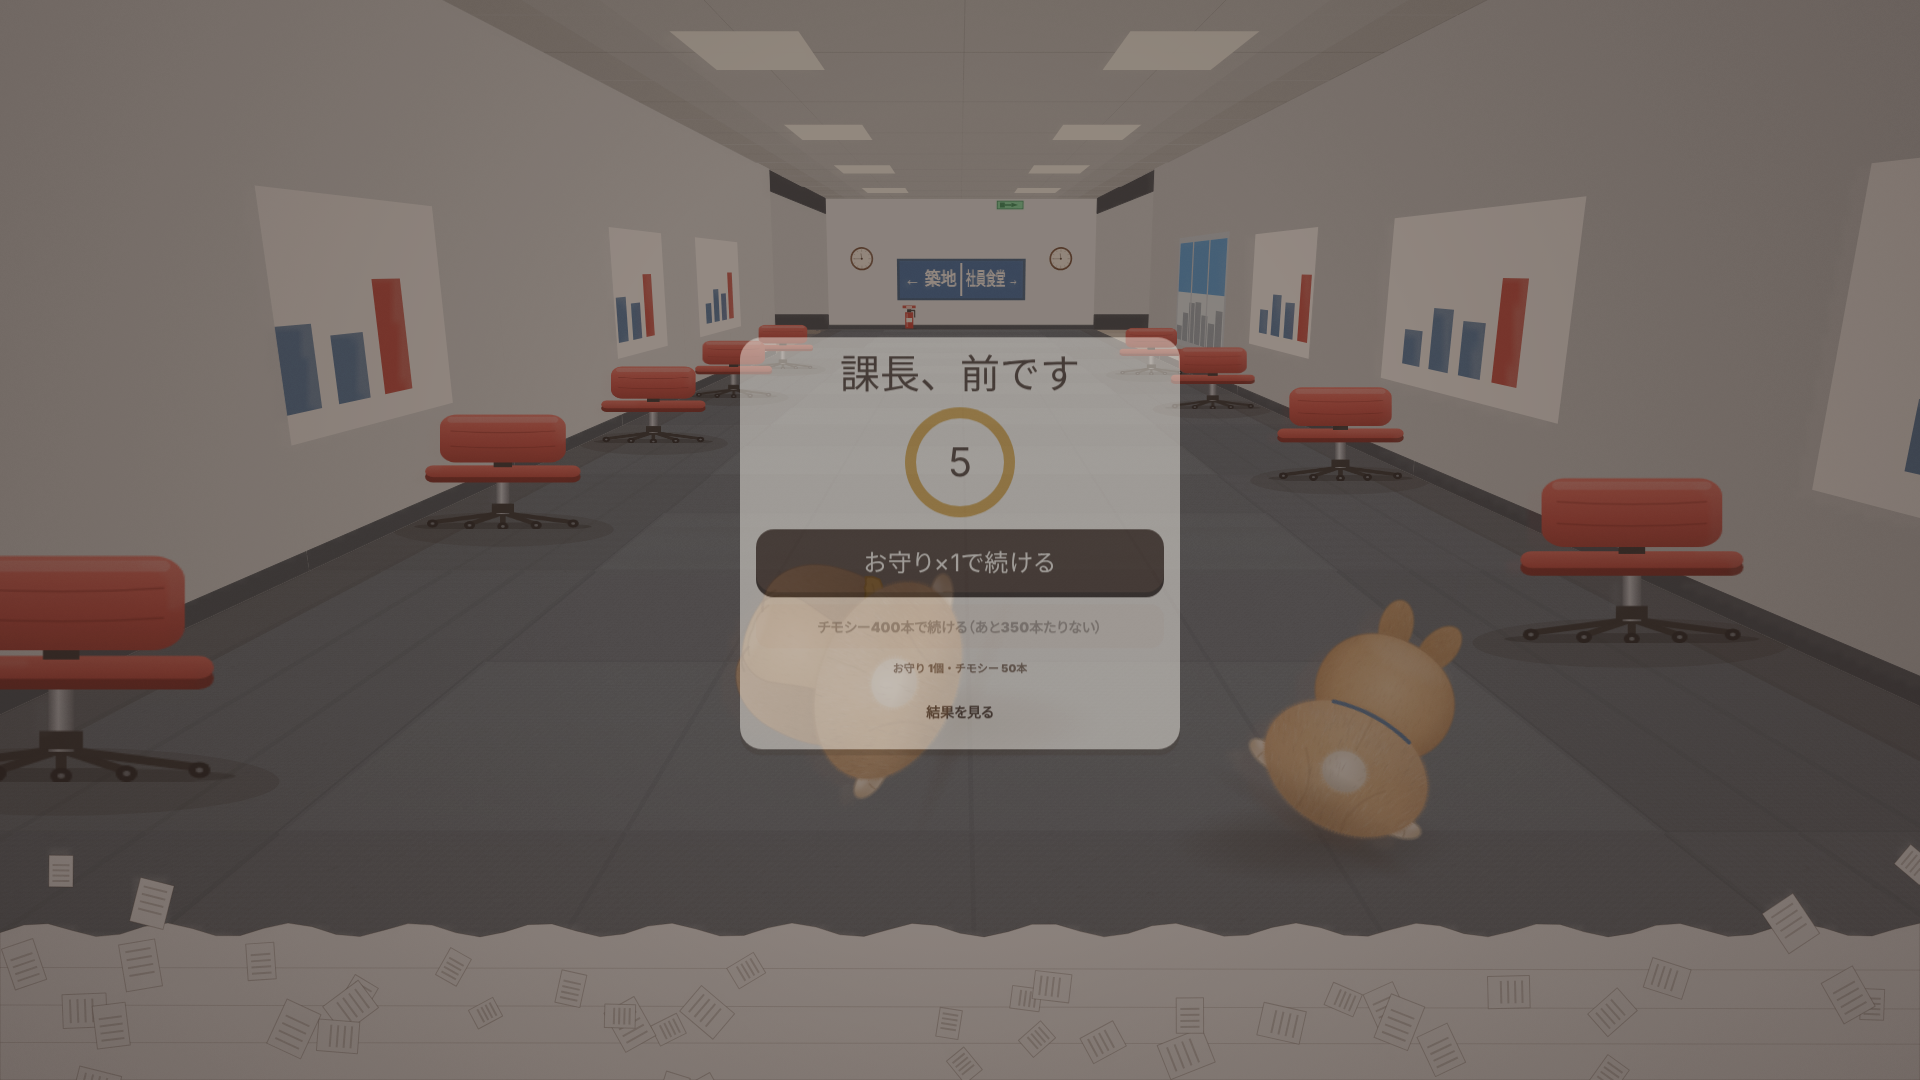 ← 築地 | 社員食堂 →
課長、前です
5
お守り×1で続ける
チモシー400本で続ける（あと350本たりない）
お守り 1個・チモシー 50本
結果を見る